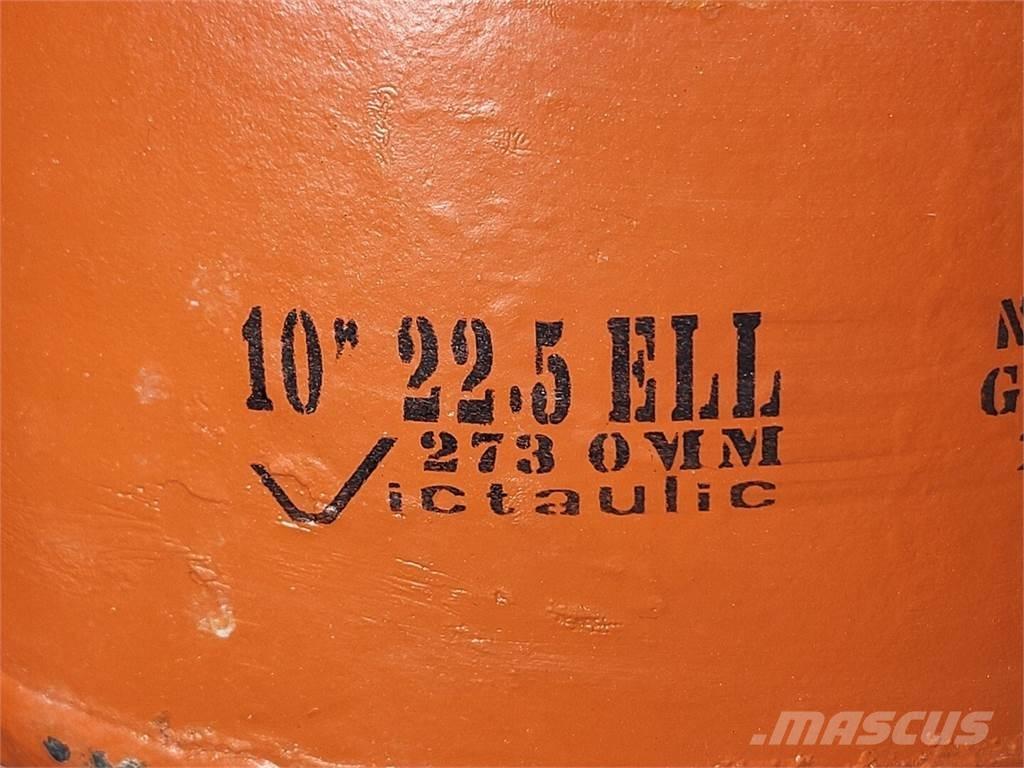 10" 22.5 ELL
273 0MM
Victaulic
MASCUS